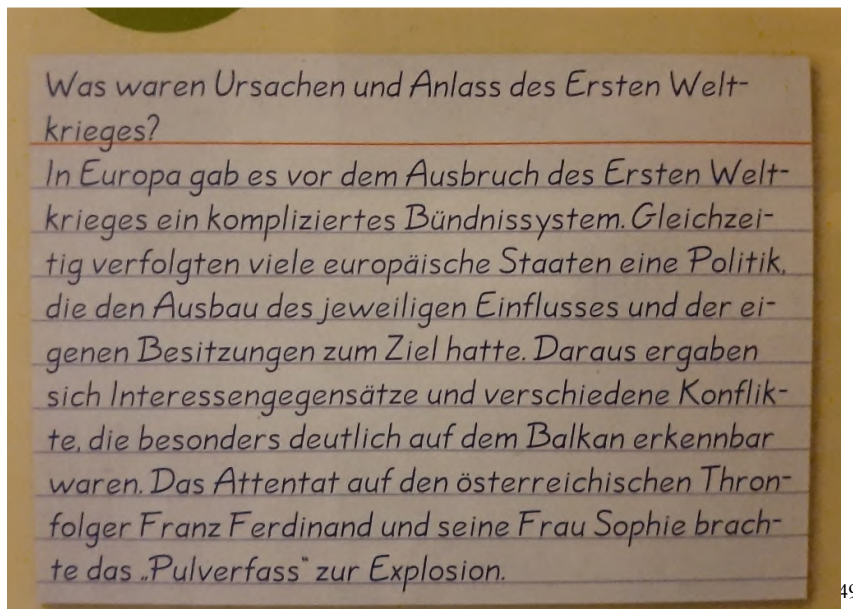 Was waren Ursachen und Anlass des Ersten Welt-
krieges?
In Europa gab es vor dem Ausbruch des Ersten Welt-
krieges ein kompliziertes Bündnissystem. Gleichzei-
tig verfolgten viele europäische Staaten eine Politik,
die den Ausbau des jeweiligen Einflusses und der ei-
genen Besitzungen zum Ziel hatte. Daraus ergaben
sich Interessengegensätze und verschiedene Konflik-
te, die besonders deutlich auf dem Balkan erkennbar
waren. Das Attentat auf den österreichischen Thron-
folger Franz Ferdinand und seine Frau Sophie brach-
te das „Pulverfass“ zur Explosion.